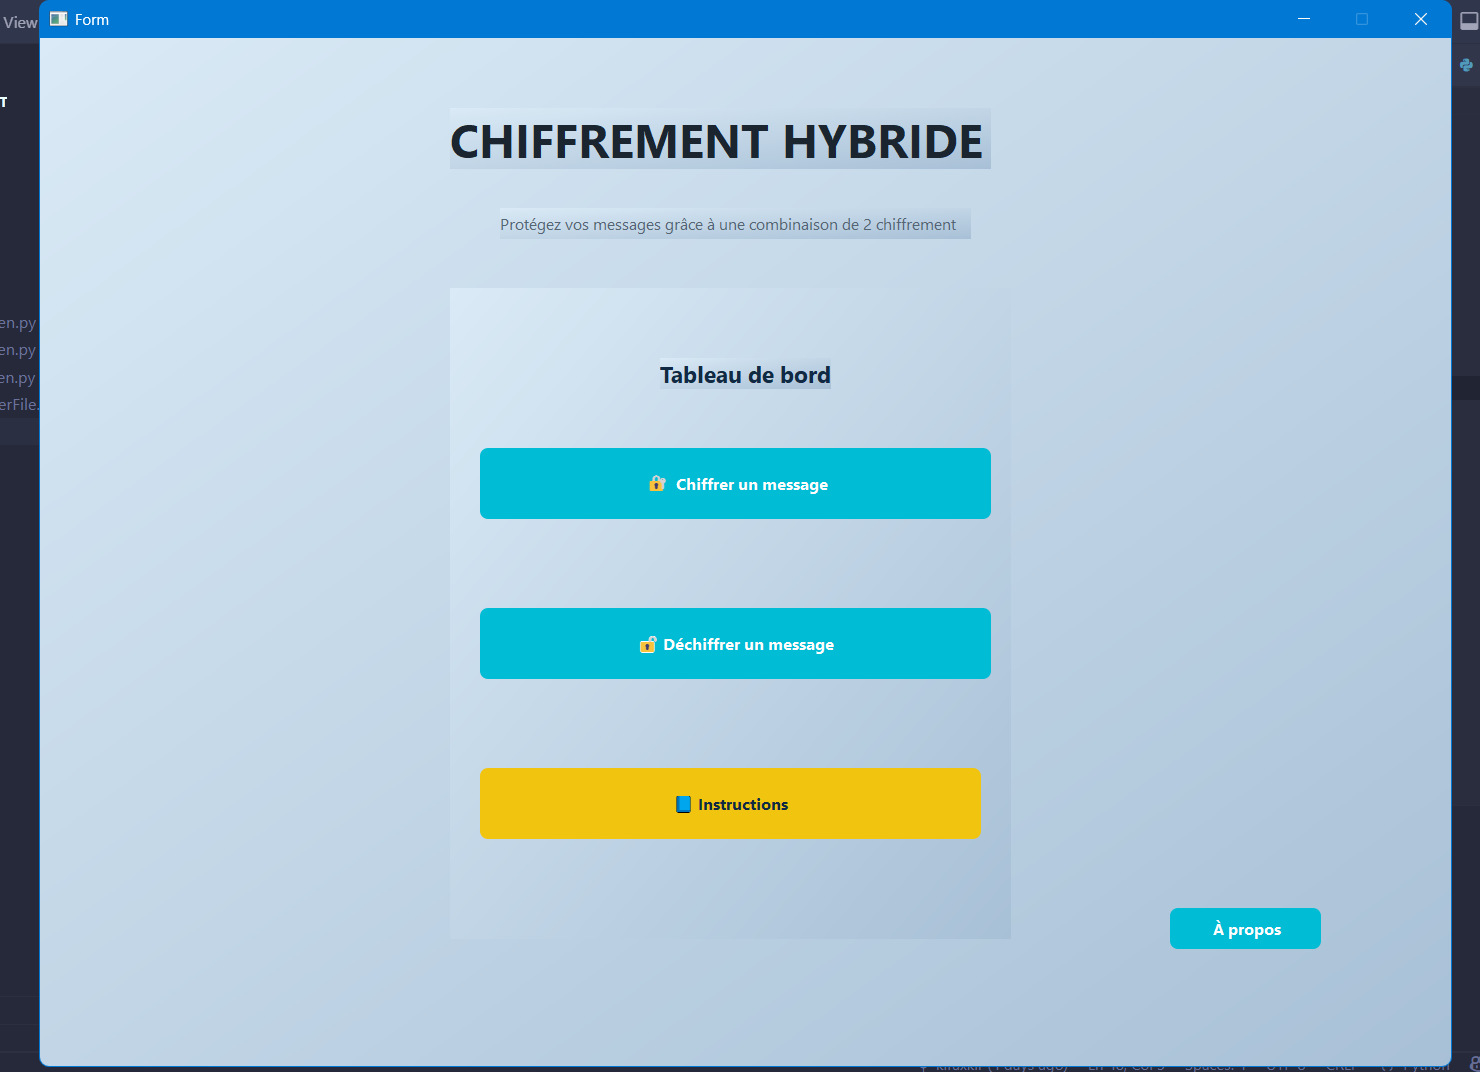 View
Form
T
CHIFFREMENT HYBRIDE
Protégez vos messages grâce à une combinaison de 2 chiffrement
en.py
en.py
en.py
erFile.
Tableau de bord
Chiffrer un message
Déchiffrer un message
Instructions
À propos